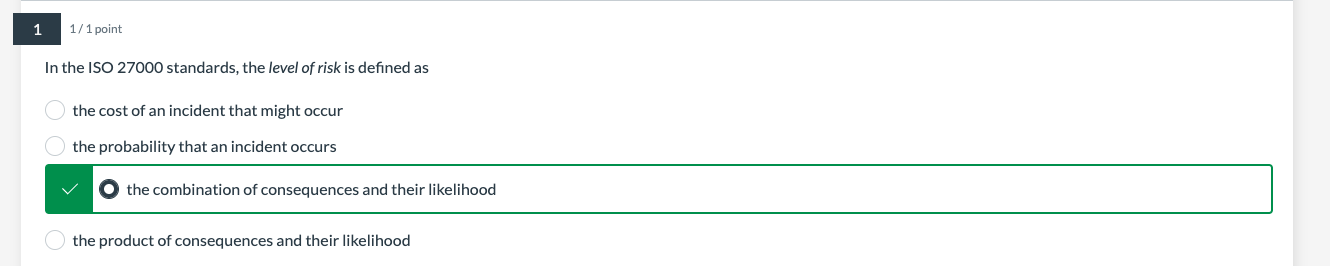 1
1 / 1 point
In the ISO 27000 standards, the level of risk is defined as
the cost of an incident that might occur
the probability that an incident occurs
the combination of consequences and their likelihood
the product of consequences and their likelihood